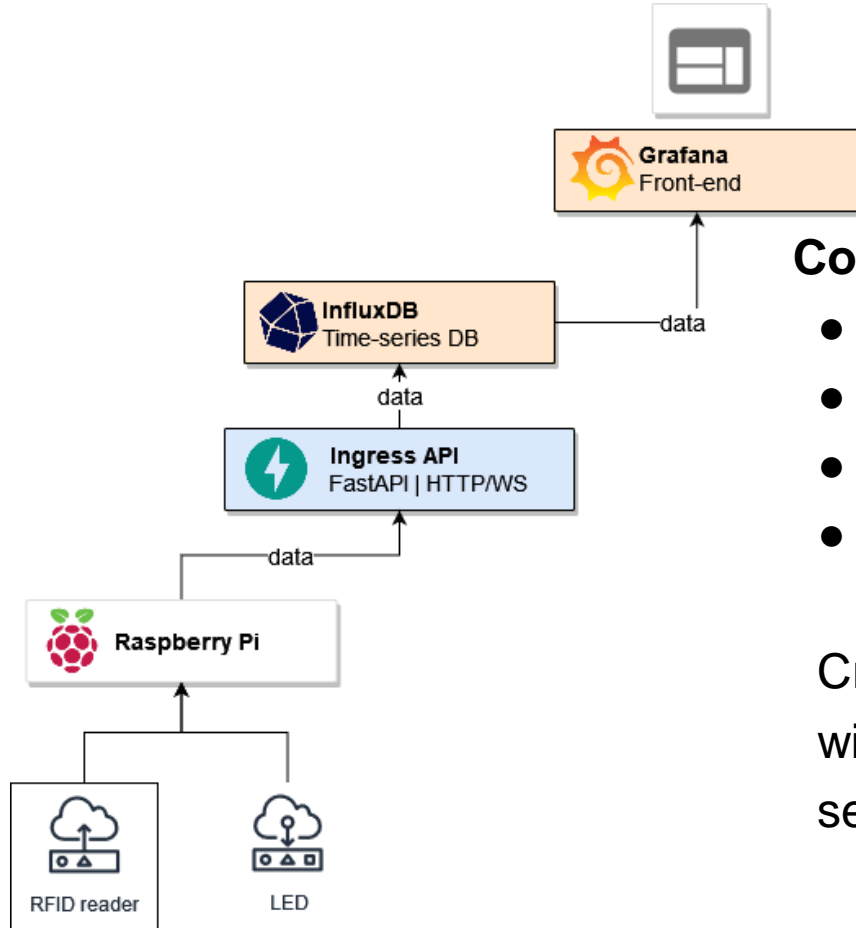 Grafana
Front-end
Co
InfluxDB
Time-series DB
data
data
Ingress API
FastAPI | HTTP/WS
data
Raspberry Pi
Cr
wi
se
RFID reader
LED